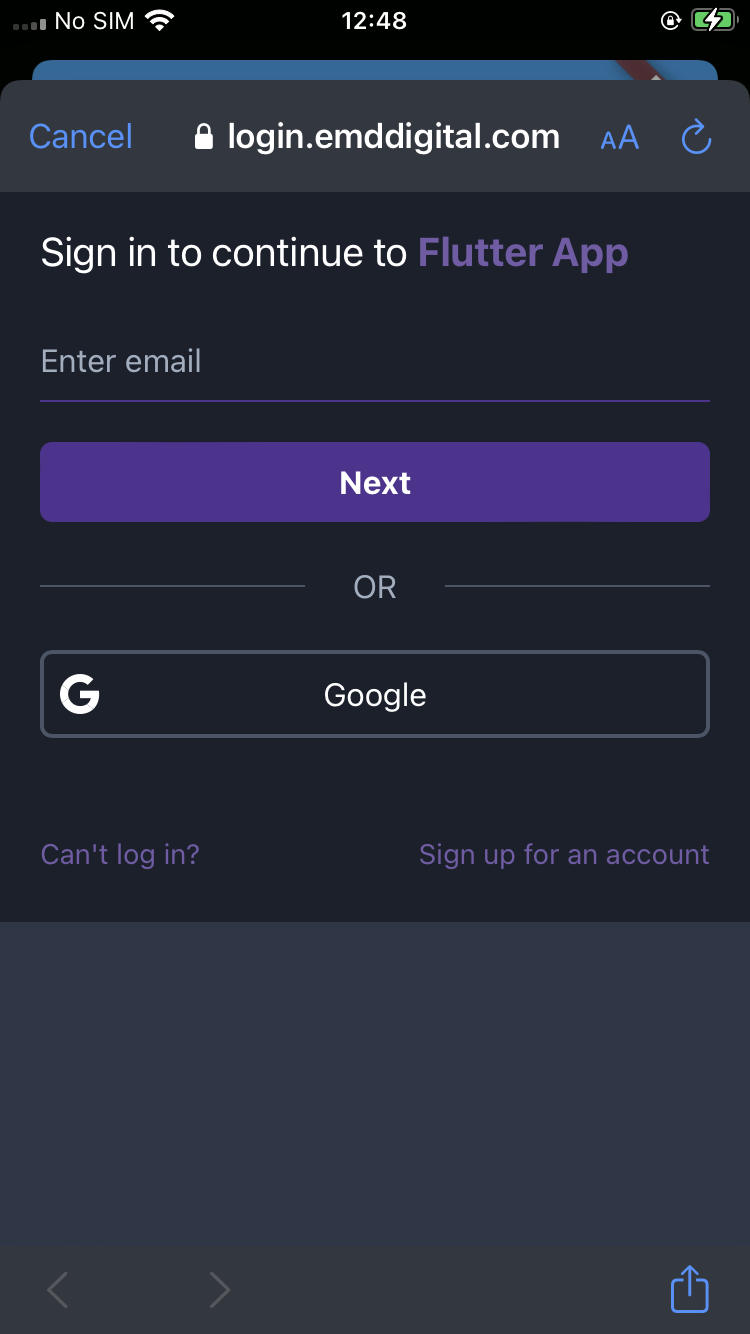 No SIM 12:48
Cancel login.emddigital.com AA
Sign in to continue to Flutter App
Enter email
Next
OR
G Google
Can't log in? Sign up for an account